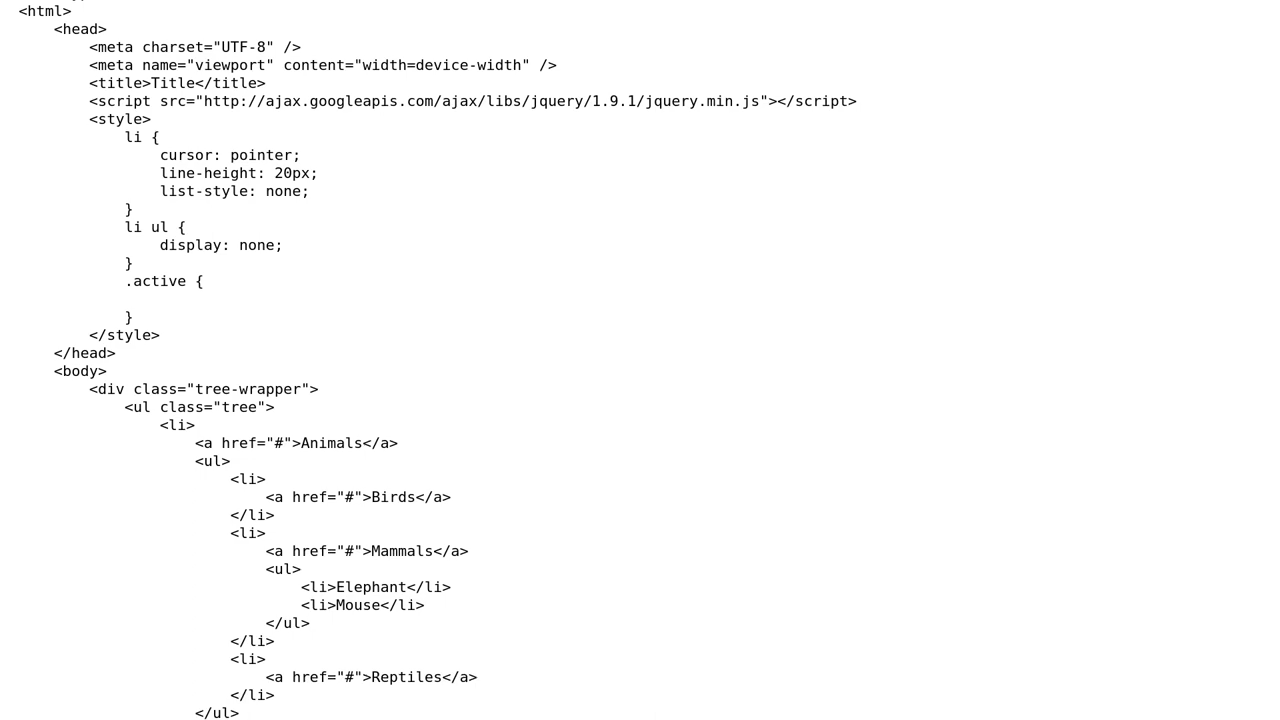 <html>
<head>
<meta charset="UTF-8" />
<meta name="viewport" content="width=device-width" />
<title>Title</title>
<script src="http://ajax.googleapis.com/ajax/libs/jquery/1.9.1/jquery.min.js"></script>
<style>
li {
cursor: pointer;
line-height: 20px;
list-style: none;
}
li ul {
display: none;
}
.active {
}
</style>
</head>
<body>
<div class="tree-wrapper">
<ul class="tree">
<li>
<a href="#">Animals</a>
<ul>
<li>
<a href="#">Birds</a>
</li>
<li>
<a href="#">Mammals</a>
<ul>
<li>Elephant</li>
<li>Mouse</li>
</ul>
</li>
<li>
<a href="#">Reptiles</a>
</li>
</ul>